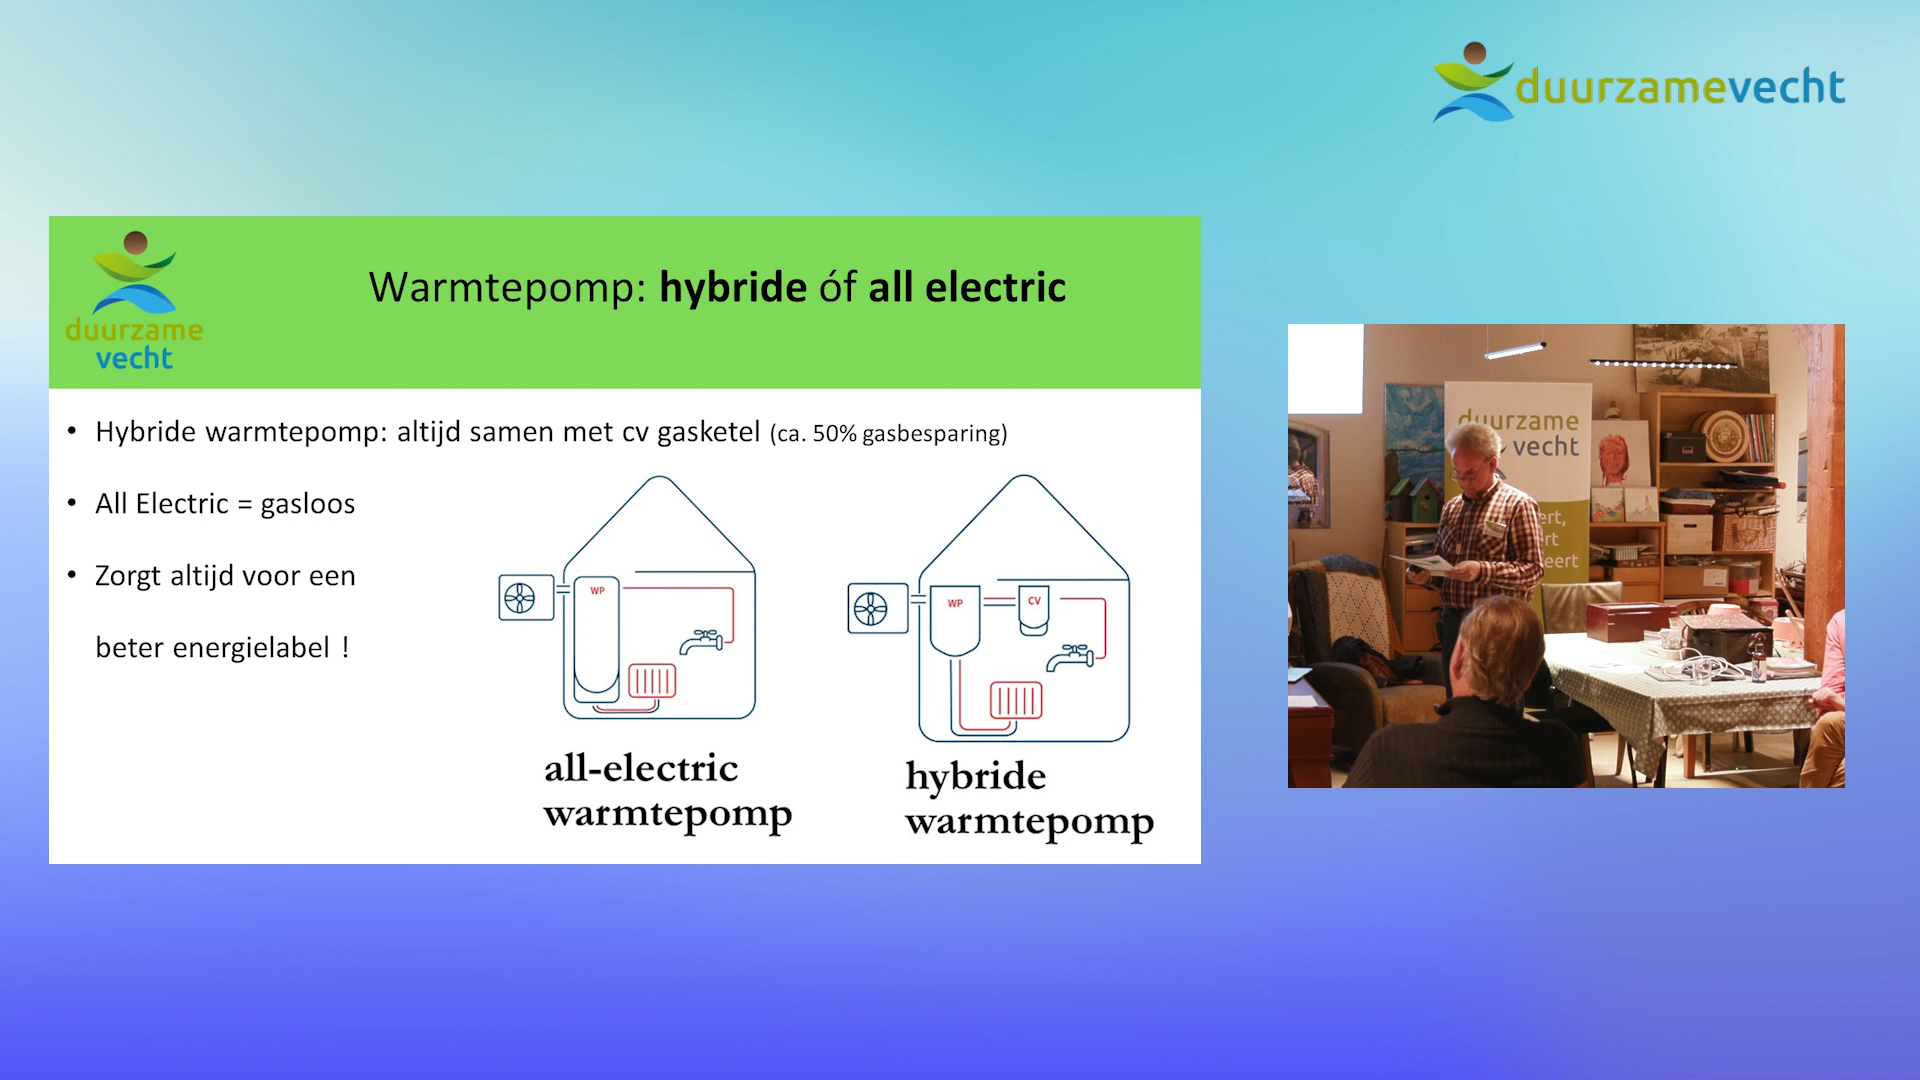 duurzamevecht
duurzame
vecht
Warmtepomp: hybride óf all electric
• Hybride warmtepomp: altijd samen met cv gasketel (ca. 50% gasbesparing)
• All Electric = gasloos
• Zorgt altijd voor een
beter energielabel !
WP
all-electric
warmtepomp
WP
CV
hybride
warmtepomp
duurzame
vecht